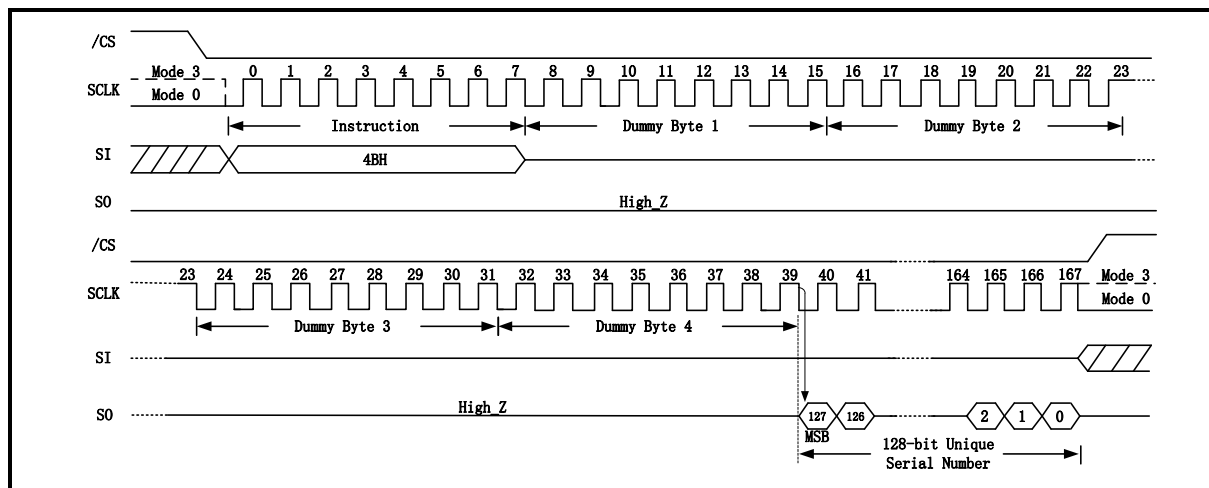 /CS
Mode 3 0 1 2 3 4 5 6 7 8 9 10 11 12 13 14 15 16 17 18 19 20 21 22 23
SCLK
Mode 0
Instruction Dummy Byte 1 Dummy Byte 2
SI
4BH
SO
High_Z
/CS
23 24 25 26 27 28 29 30 31 32 33 34 35 36 37 38 39 40 41 164 165 166 167 Mode 3
SCLK
Mode 0
Dummy Byte 3 Dummy Byte 4
SI
SO
High_Z
127 126 2 1 0
MSB
128-bit Unique
Serial Number